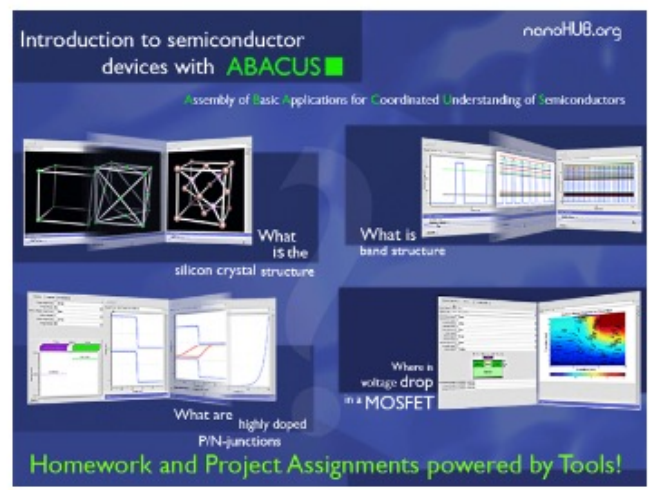 Introduction to semiconductor
devices with ABACUS
nanoHUB.org
Assembly of Basic Applications for Coordinated Understanding of Semiconductors
What
is the
silicon crystal structure
What is
band structure
What are highly doped
P/N-junctions
Where is
voltage drop
in a MOSFET
Homework and Project Assignments powered by Tools!